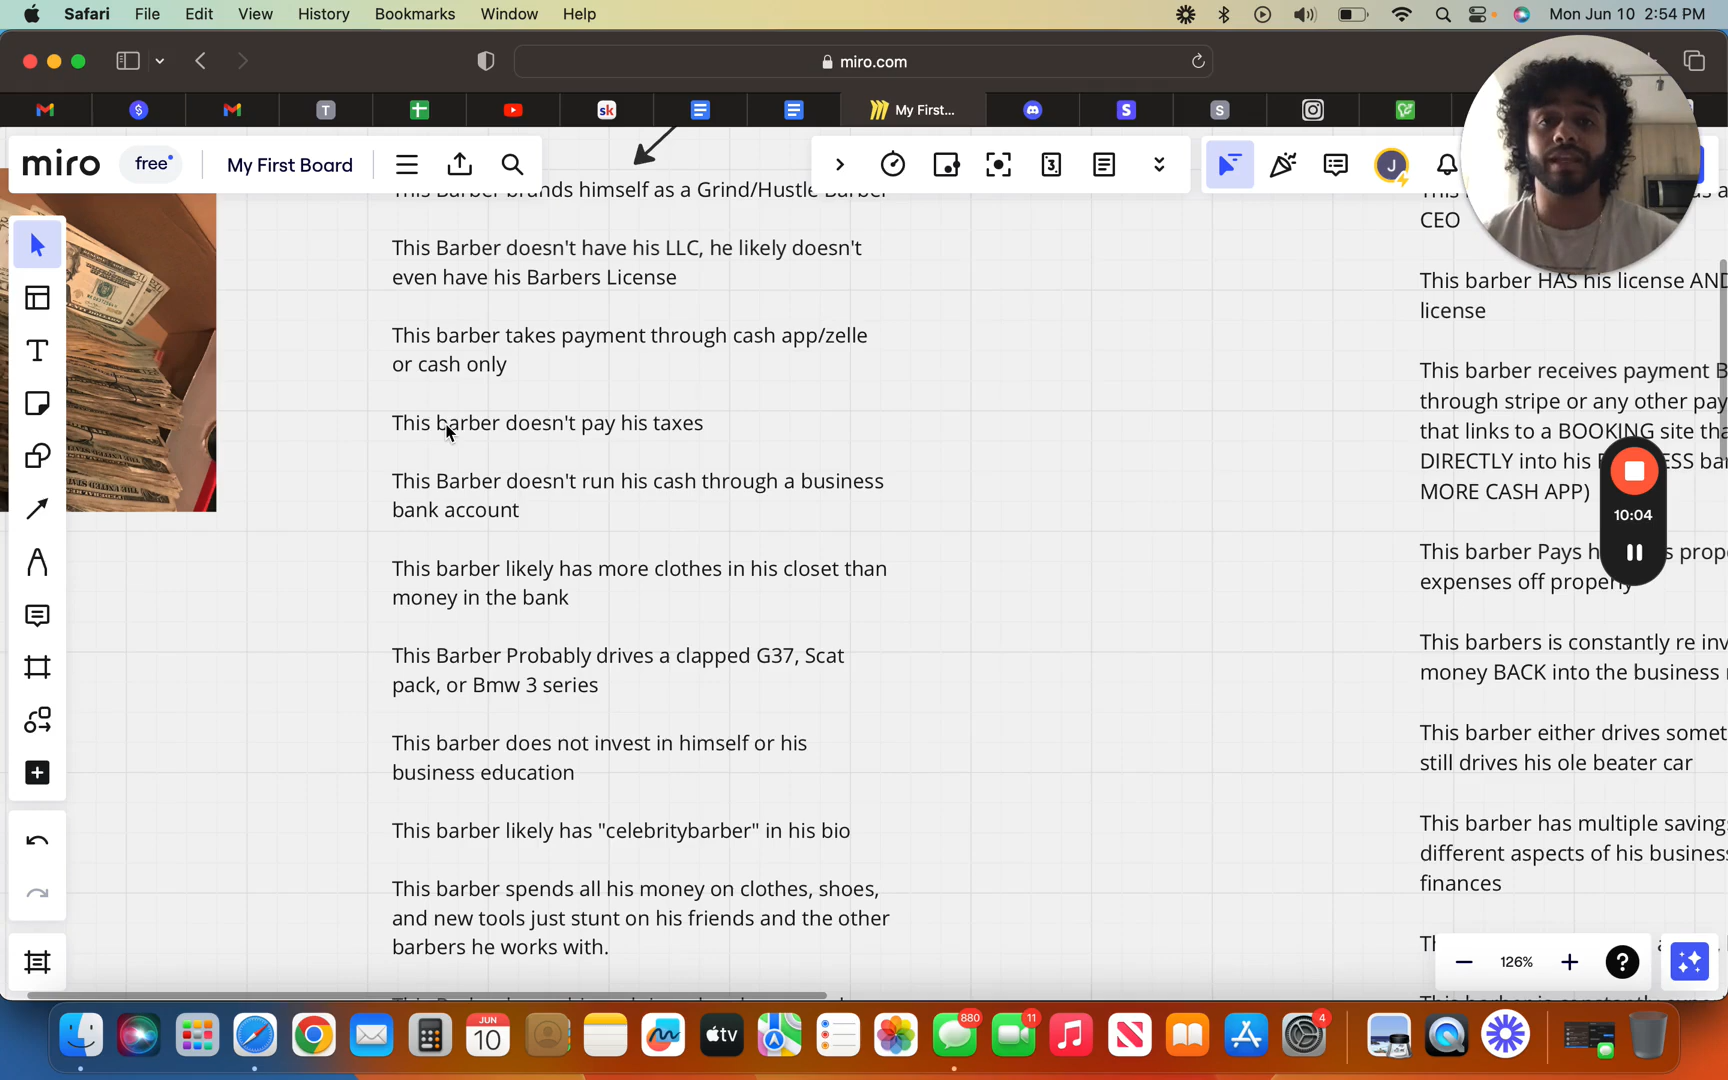 Safari File Edit View History Bookmarks Window Help
Mon Jun 10 2:54 PM
miro.com
My First...
miro free My First Board
3
J
This Barber brands himself as a Grind/Hustle Barber
This Barber doesn't have his LLC, he likely doesn't
even have his Barbers License
This barber takes payment through cash app/zelle
or cash only
This barber doesn't pay his taxes
This Barber doesn't run his cash through a business
bank account
This barber likely has more clothes in his closet than
money in the bank
This Barber Probably drives a clapped G37, Scat
pack, or Bmw 3 series
This barber does not invest in himself or his
business education
This barber likely has "celebritybarber" in his bio
This barber spends all his money on clothes, shoes,
and new tools just stunt on his friends and the other
barbers he works with.
CEO
This barber HAS his license AND
license
This barber receives payment
through stripe or any other pay
that links to a BOOKING site tha
DIRECTLY into his
MORE CASH APP)
This barber Pays
expenses off properly
This barbers is constantly re inv
money BACK into the business
This barber either drives somet
still drives his ole beater car
This barber has multiple saving
different aspects of his business
finances
10:04
126%
?
JUN
10
tv
880
11
4